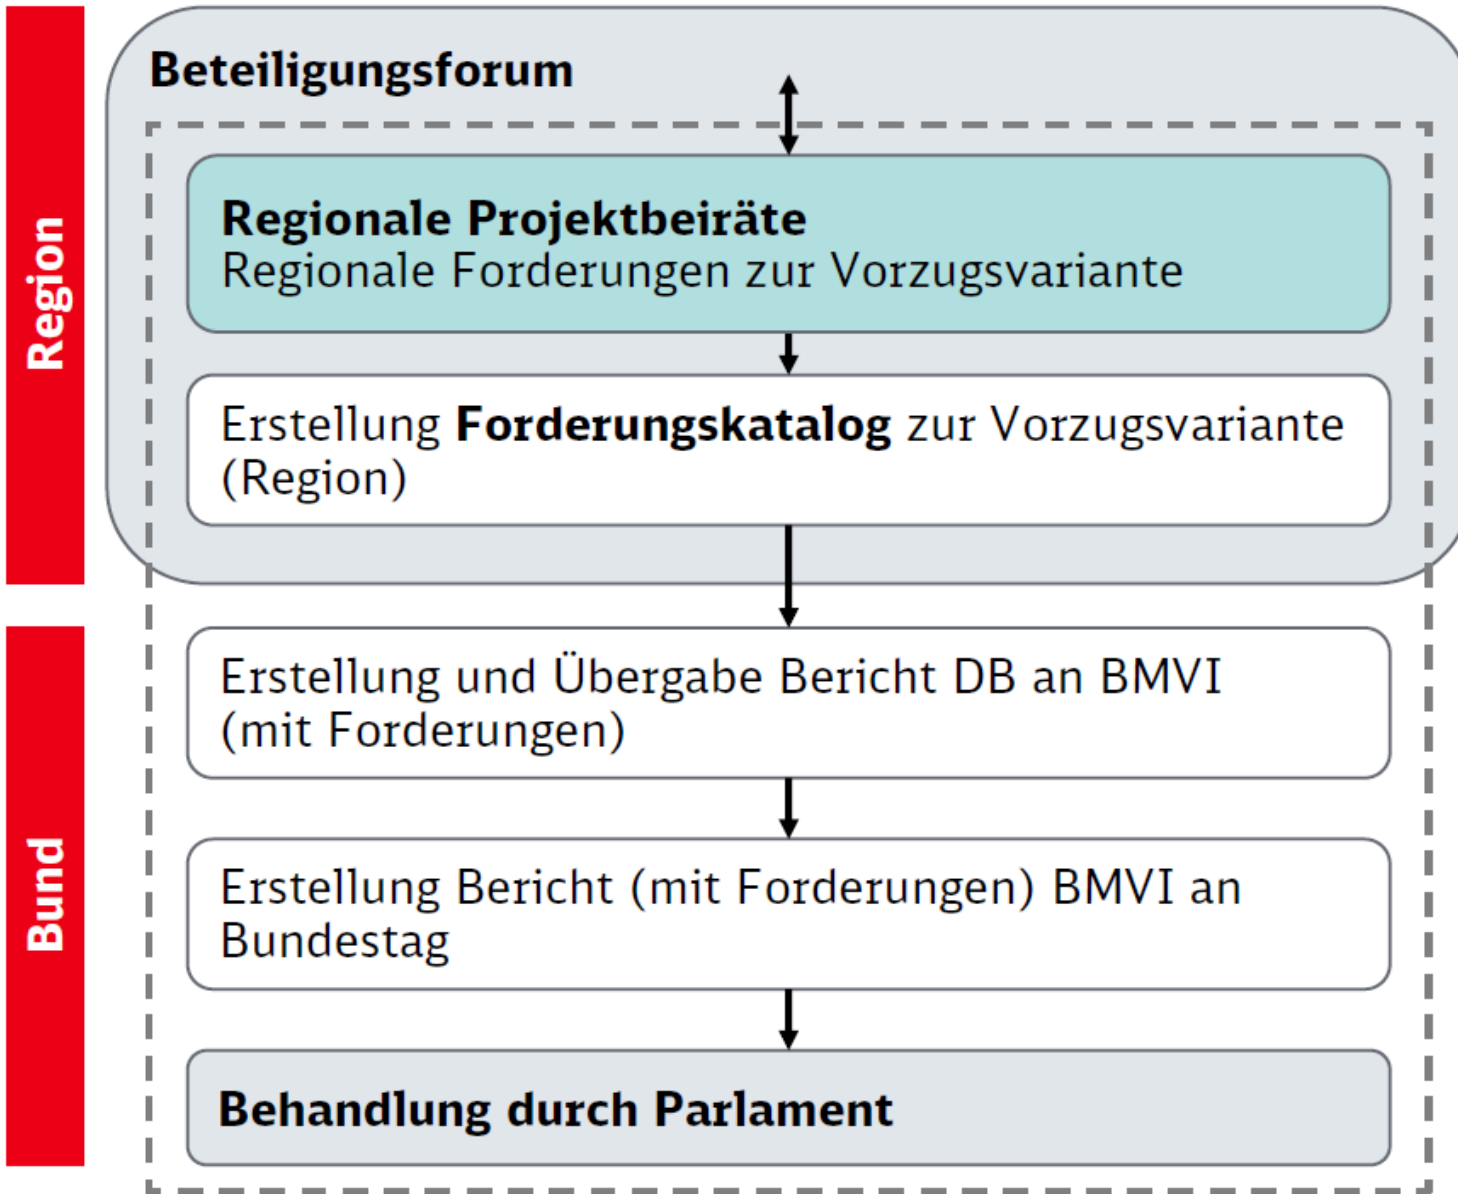 Region
Beteiligungsforum
Regionale Projektbeiräte
Regionale Forderungen zur Vorzugsvariante
Erstellung Forderungskatalog zur Vorzugsvariante
(Region)
Bund
Erstellung und Übergabe Bericht DB an BMVI
(mit Forderungen)
Erstellung Bericht (mit Forderungen) BMVI an
Bundestag
Behandlung durch Parlament